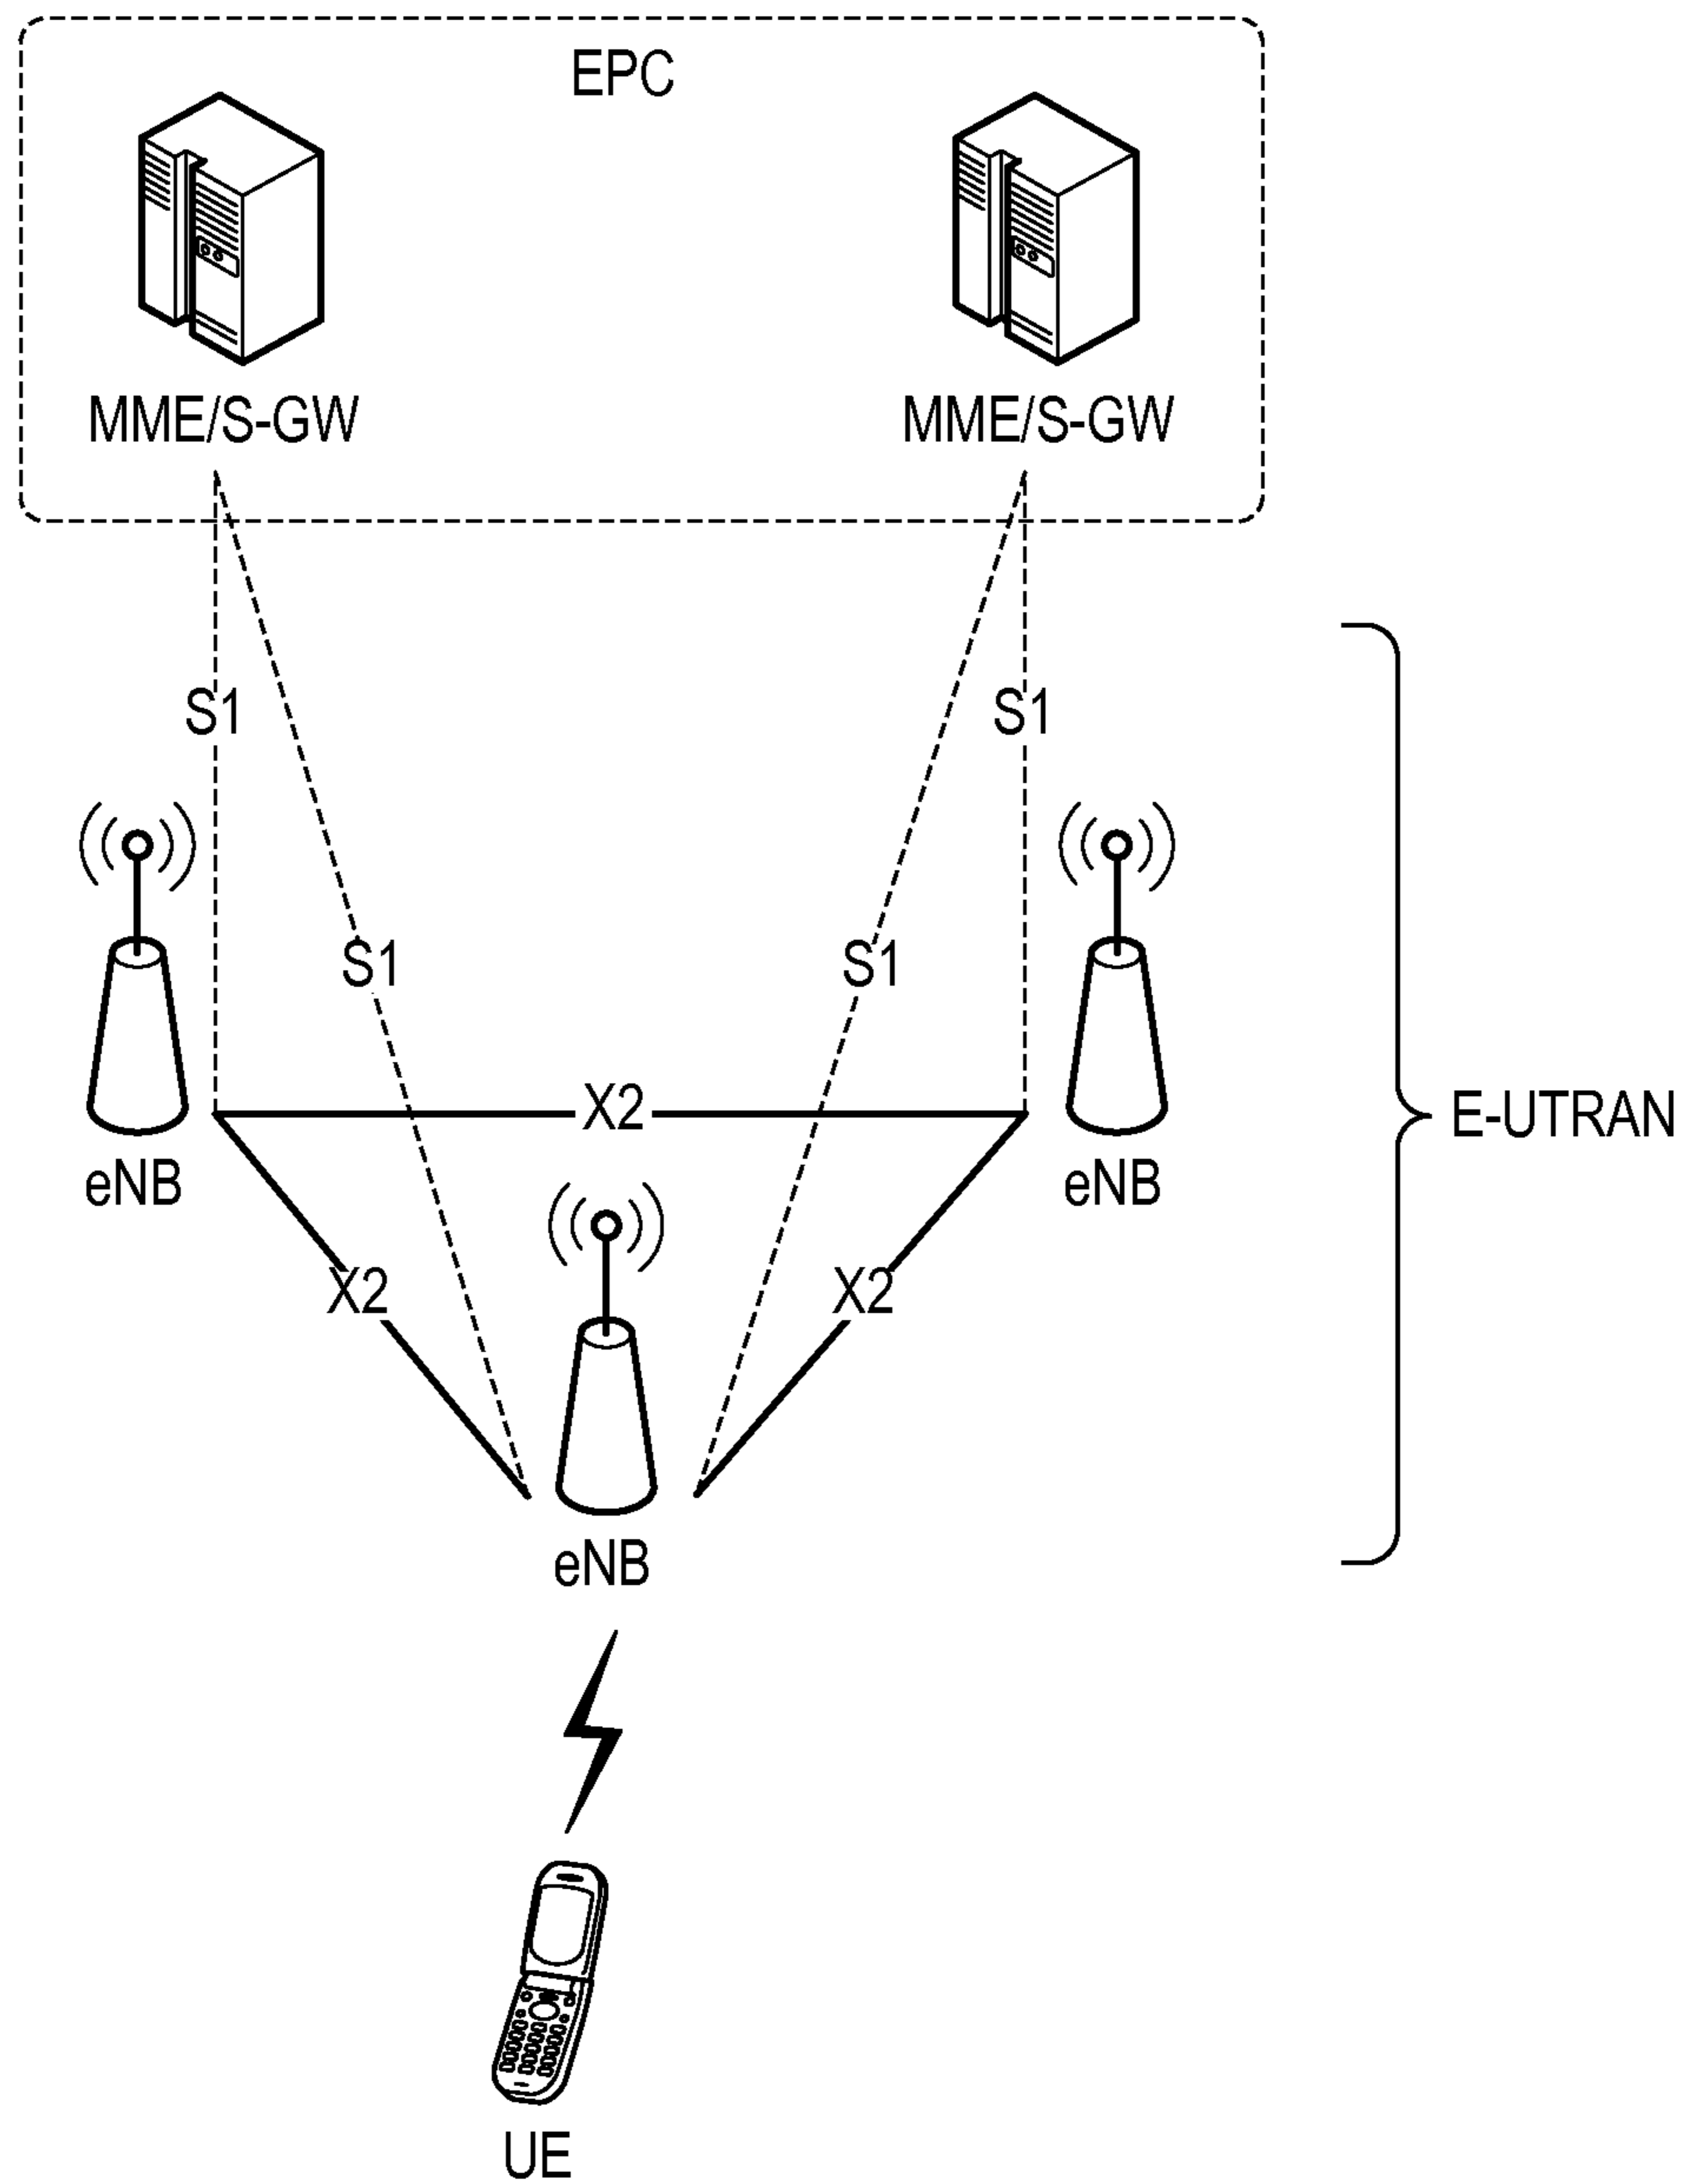 EPC
MME/S-GW
MME/S-GW
S1
S1
S1
S1
X2
E-UTRAN
eNB
eNB
X2
X2
eNB
UE